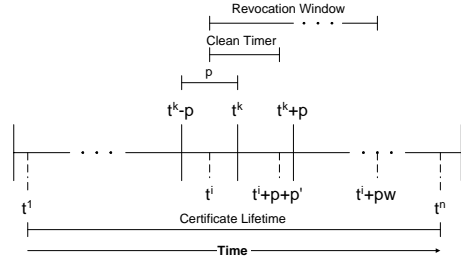 Revocation Window
Clean Timer
p
t^k-p t^k t^k+p
. . . . . .
t^1 t^i t^i+p+p' t^i+pw t^n
Certificate Lifetime
Time